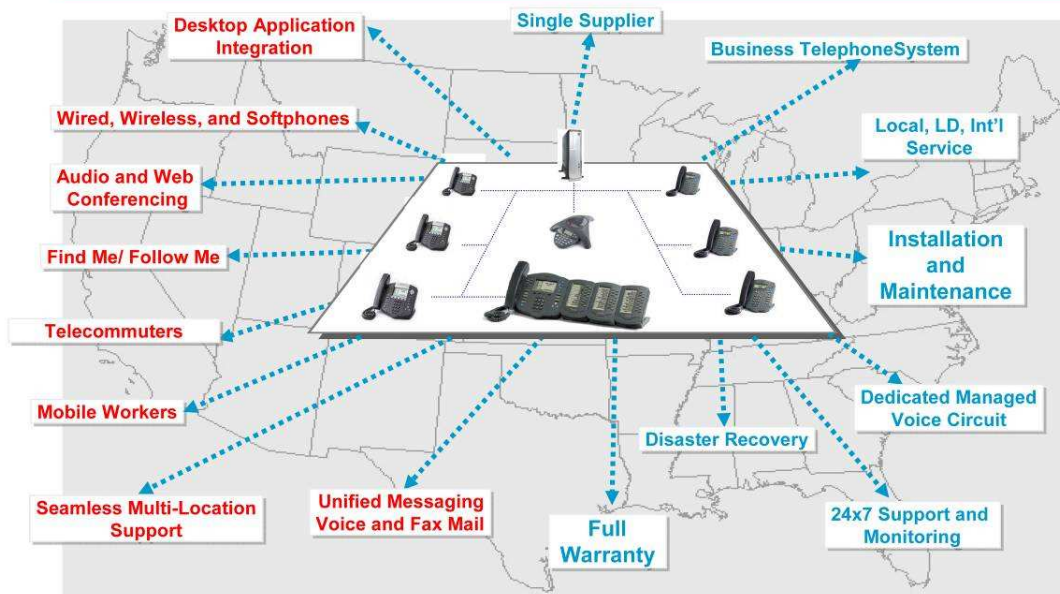 Desktop Application
Integration
Single Supplier
Business TelephoneSystem
Wired, Wireless, and Softphones
Local, LD, Int'l
Service
Audio and Web
Conferencing
Find Me/ Follow Me
Installation
and
Maintenance
Telecommuters
Mobile Workers
Dedicated Managed
Voice Circuit
Disaster Recovery
Seamless Multi-Location
Support
Unified Messaging
Voice and Fax Mail
Full
Warranty
24x7 Support and
Monitoring